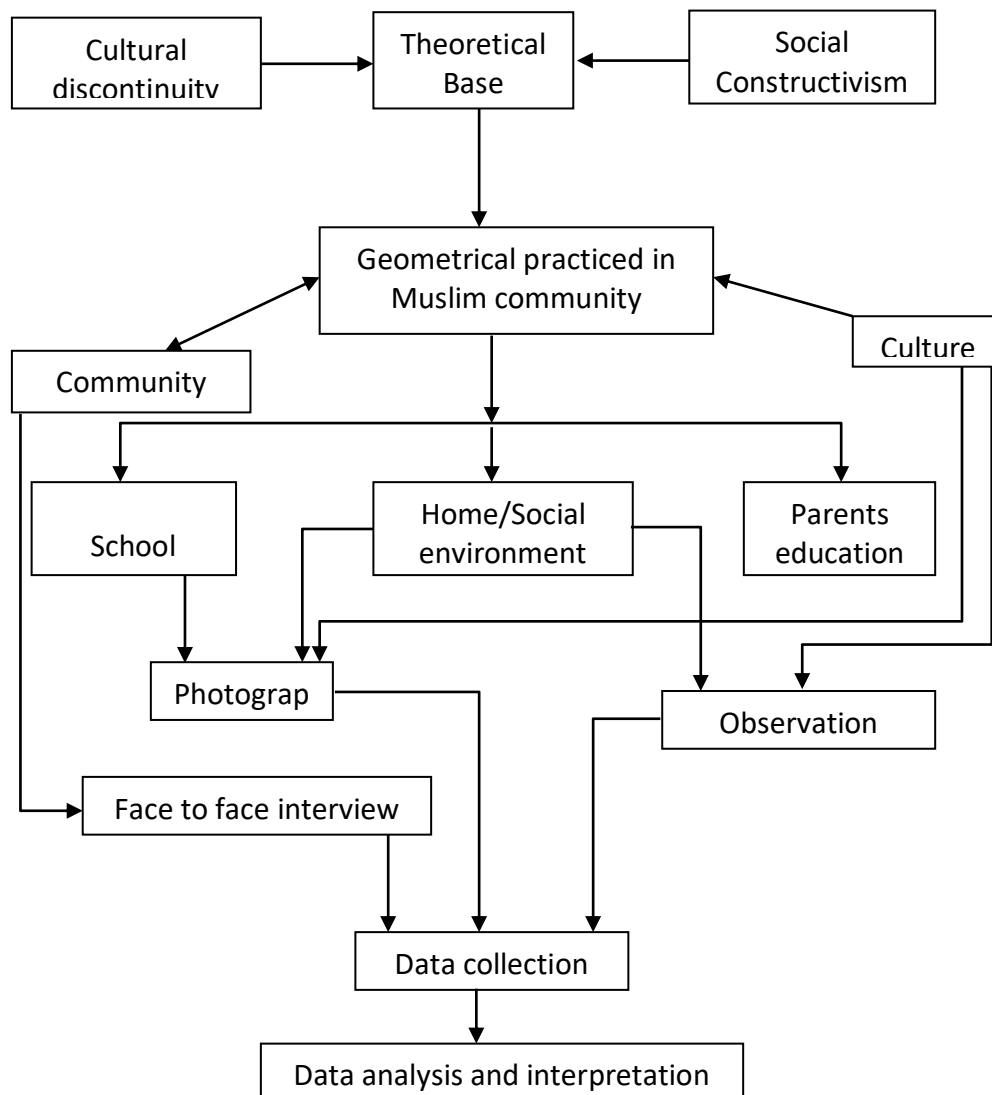 Cultural
discontinuity
Theoretical
Base
Social
Constructivism
Geometrical practiced in
Muslim community
Community
Culture
School
Home/Social
environment
Parents
education
Photograp
Observation
Face to face interview
Data collection
Data analysis and interpretation